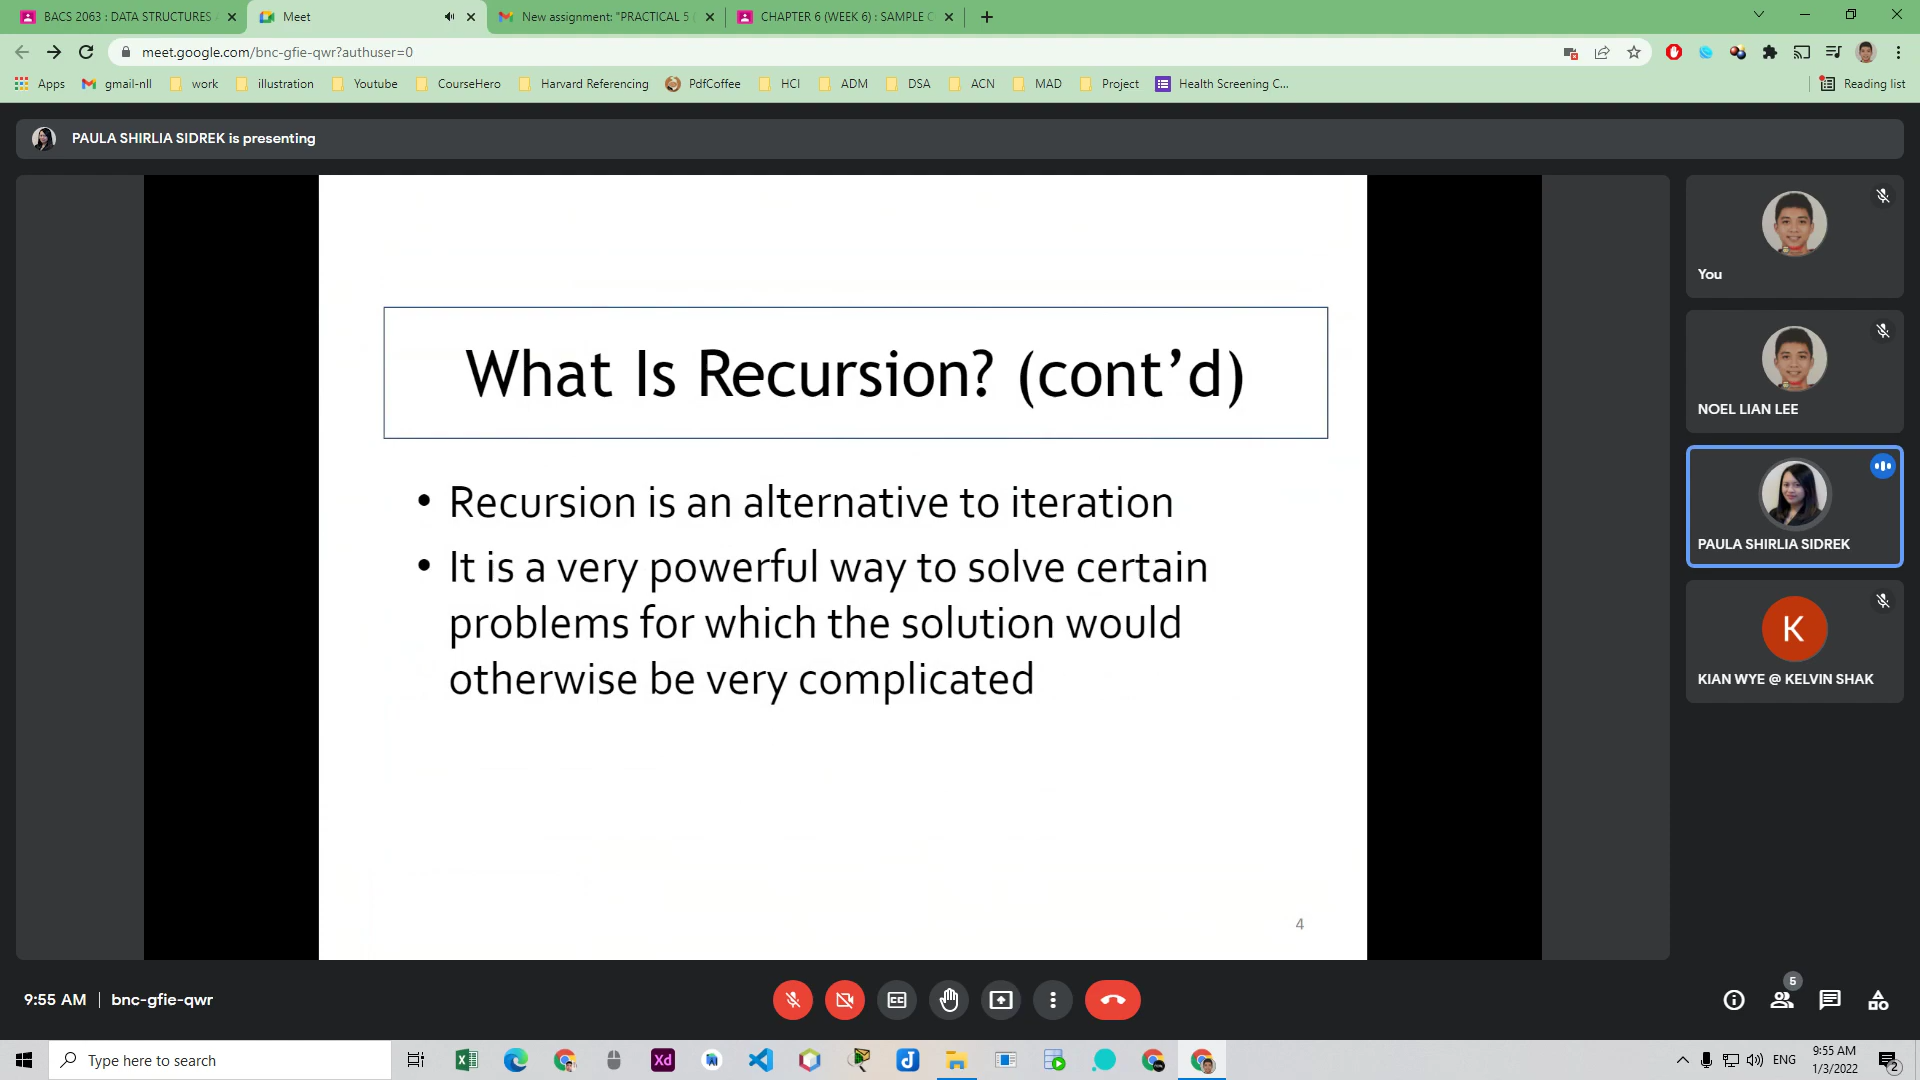 BACS 2063 : DATA STRUCTURES
Meet
New assignment: "PRACTICAL 5
CHAPTER 6 (WEEK 6) : SAMPLE C
meet.google.com/bnc-gfie-qwr?authuser=0
Apps
gmail-nll
work
illustration
Youtube
CourseHero
Harvard Referencing
PdfCoffee
HCI
ADM
DSA
ACN
MAD
Project
Health Screening C...
Reading list
PAULA SHIRLIA SIDREK is presenting
What Is Recursion? (cont’d)
• Recursion is an alternative to iteration
• It is a very powerful way to solve certain
problems for which the solution would
otherwise be very complicated
4
You
NOEL LIAN LEE
PAULA SHIRLIA SIDREK
K
KIAN WYE @ KELVIN SHAK
9:55 AM | bnc-gfie-qwr
5
Type here to search
Xd
ENG
9:55 AM
1/3/2022
2